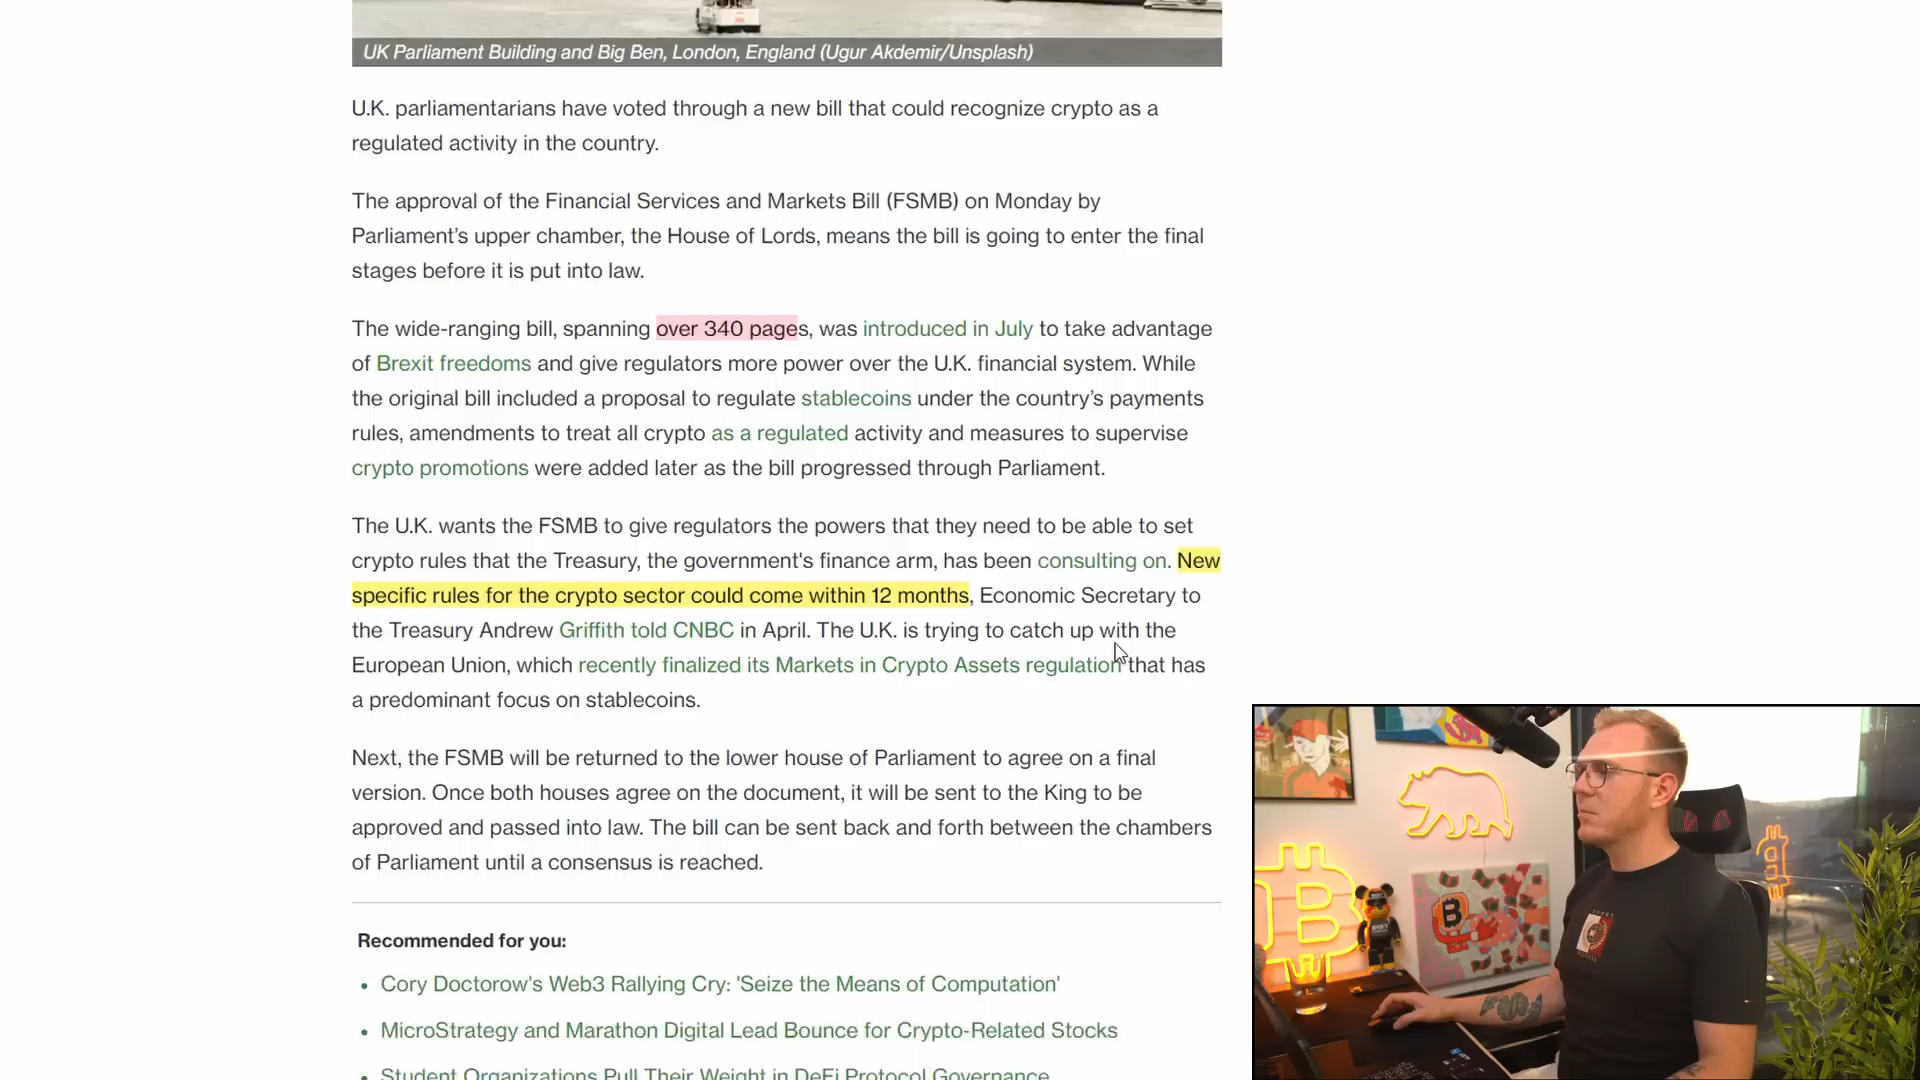 UK Parliament Building and Big Ben, London, England (Ugur Akdemir/Unsplash)
U.K. parliamentarians have voted through a new bill that could recognize crypto as a
regulated activity in the country.
The approval of the Financial Services and Markets Bill (FSMB) on Monday by
Parliament’s upper chamber, the House of Lords, means the bill is going to enter the final
stages before it is put into law.
The wide-ranging bill, spanning over 340 pages, was introduced in July to take advantage
of Brexit freedoms and give regulators more power over the U.K. financial system. While
the original bill included a proposal to regulate stablecoins under the country’s payments
rules, amendments to treat all crypto as a regulated activity and measures to supervise
crypto promotions were added later as the bill progressed through Parliament.
The U.K. wants the FSMB to give regulators the powers that they need to be able to set
crypto rules that the Treasury, the government's finance arm, has been consulting on. New
specific rules for the crypto sector could come within 12 months, Economic Secretary to
the Treasury Andrew Griffith told CNBC in April. The U.K. is trying to catch up with the
European Union, which recently finalized its Markets in Crypto Assets regulation that has
a predominant focus on stablecoins.
Next, the FSMB will be returned to the lower house of Parliament to agree on a final
version. Once both houses agree on the document, it will be sent to the King to be
approved and passed into law. The bill can be sent back and forth between the chambers
of Parliament until a consensus is reached.
Recommended for you:
• Cory Doctorow's Web3 Rallying Cry: 'Seize the Means of Computation'
• MicroStrategy and Marathon Digital Lead Bounce for Crypto-Related Stocks
• Student Organizations Pull Their Weight in DeFi Protocol Governance